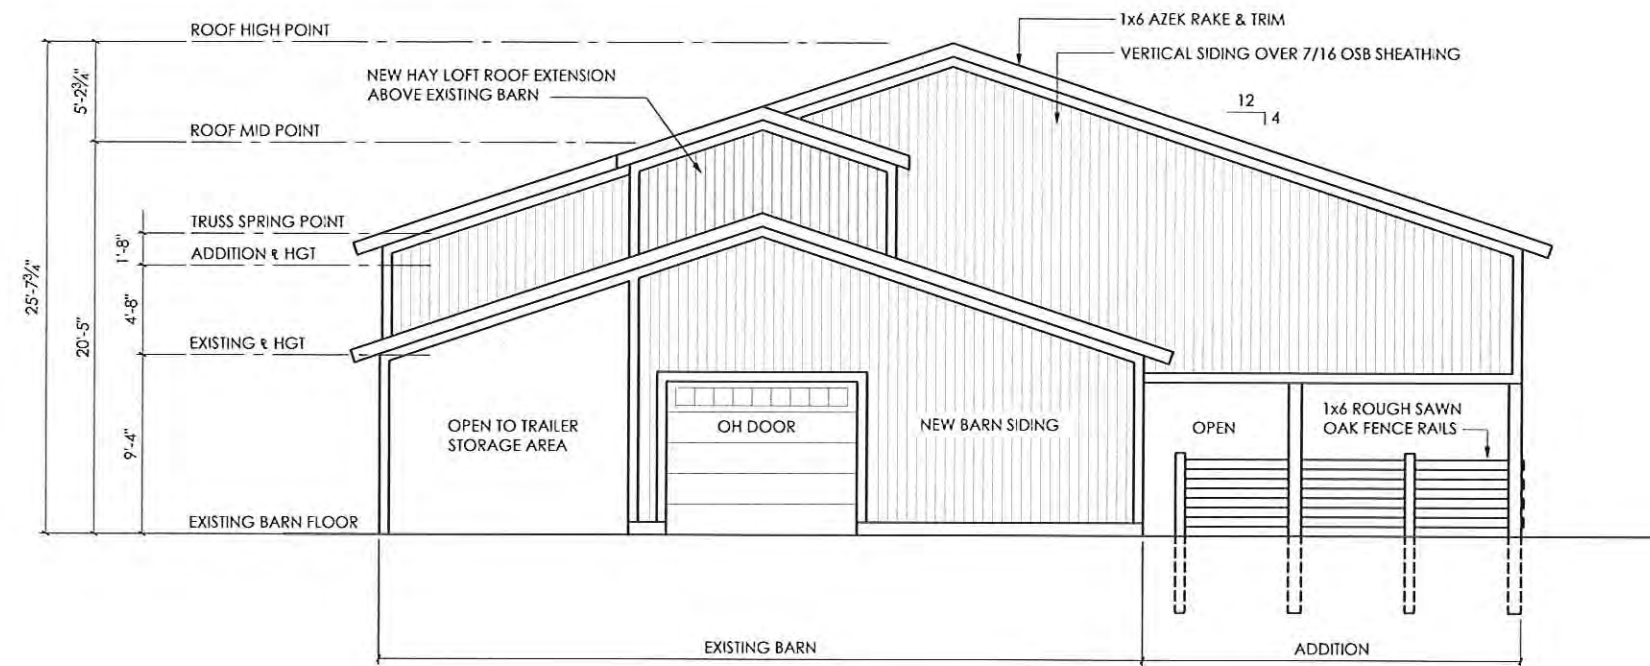 ROOF HIGH POINT
1x6 AZEK RAKE & TRIM
VERTICAL SIDING OVER 7/16 OSB SHEATHING
NEW HAY LOFT ROOF EXTENSION
ABOVE EXISTING BARN
5'-2¾"
12
4
ROOF MID POINT
TRUSS SPRING POINT
1'-8"
ADDITION ℄ HGT
25'-7¾"
4'-8"
20'-5"
EXISTING ℄ HGT
9'-4"
OPEN TO TRAILER
STORAGE AREA
OH DOOR
NEW BARN SIDING
OPEN
1x6 ROUGH SAWN
OAK FENCE RAILS
EXISTING BARN FLOOR
EXISTING BARN
ADDITION